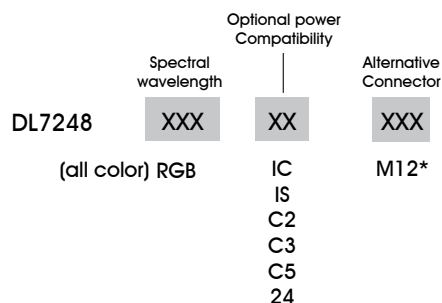 Optional power
Compatibility
Spectral
wavelength
Alternative
Connector
DL7248 XXX XX XXX
(all color) RGB IC M12*
IS
C2
C3
C5
24